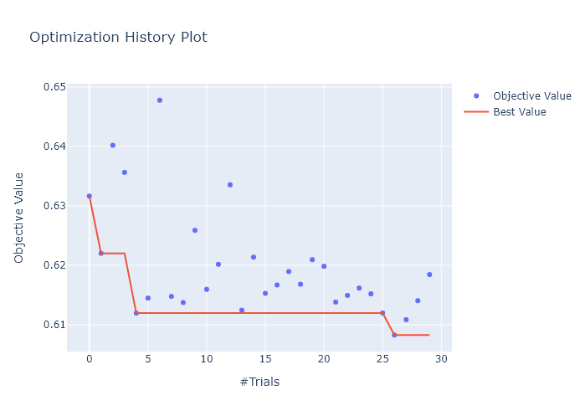 Optimization History Plot
0.65
0.64
0.63
0.62
0.61
Objective Value
0
5
10
15
20
25
30
#Trials
Objective Value
Best Value